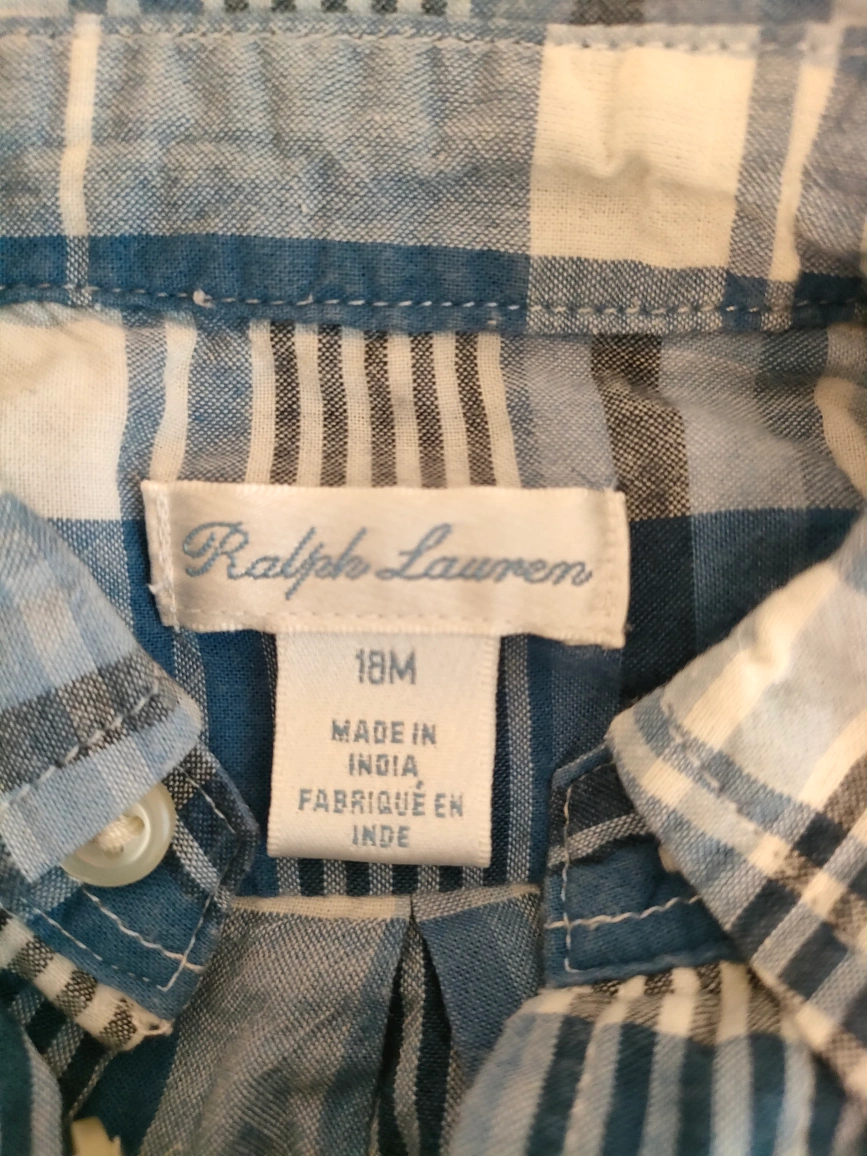 Ralph Lauren
18M
MADE IN
INDIA
FABRIQUÉ EN
INDE